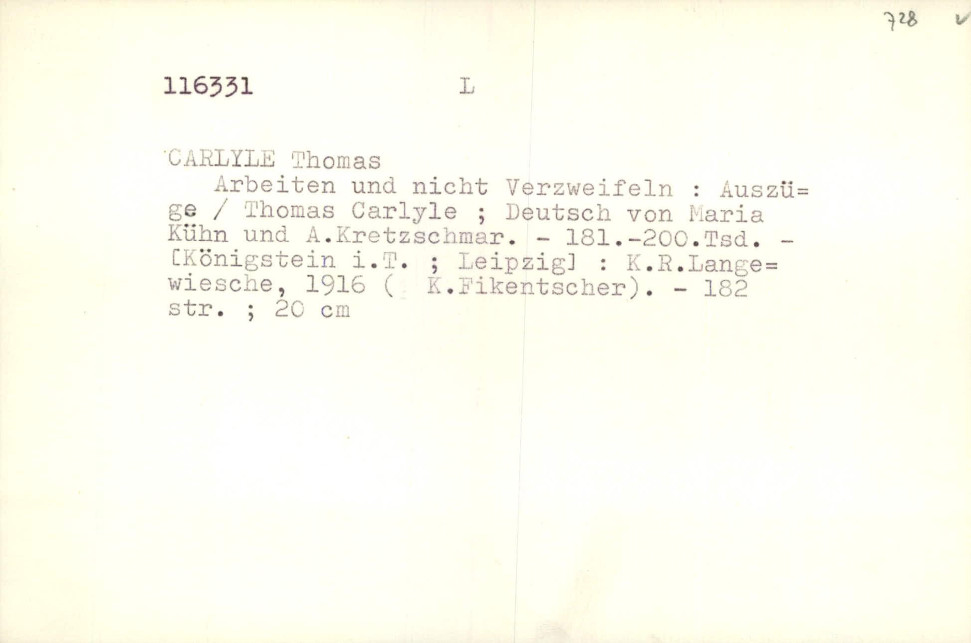 728 ✓
116331 L
CARLYLE Thomas
Arbeiten und nicht Verzweifeln : Auszü=
ge / Thomas Carlyle ; Deutsch von Maria
Kühn und A.Kretzschmar. - 181.-200.Tsd. -
[Königstein i.T. ; Leipzig] : K.R.Lange=
wiesche, 1916 ( K.Fikentscher). - 182
str. ; 20 cm